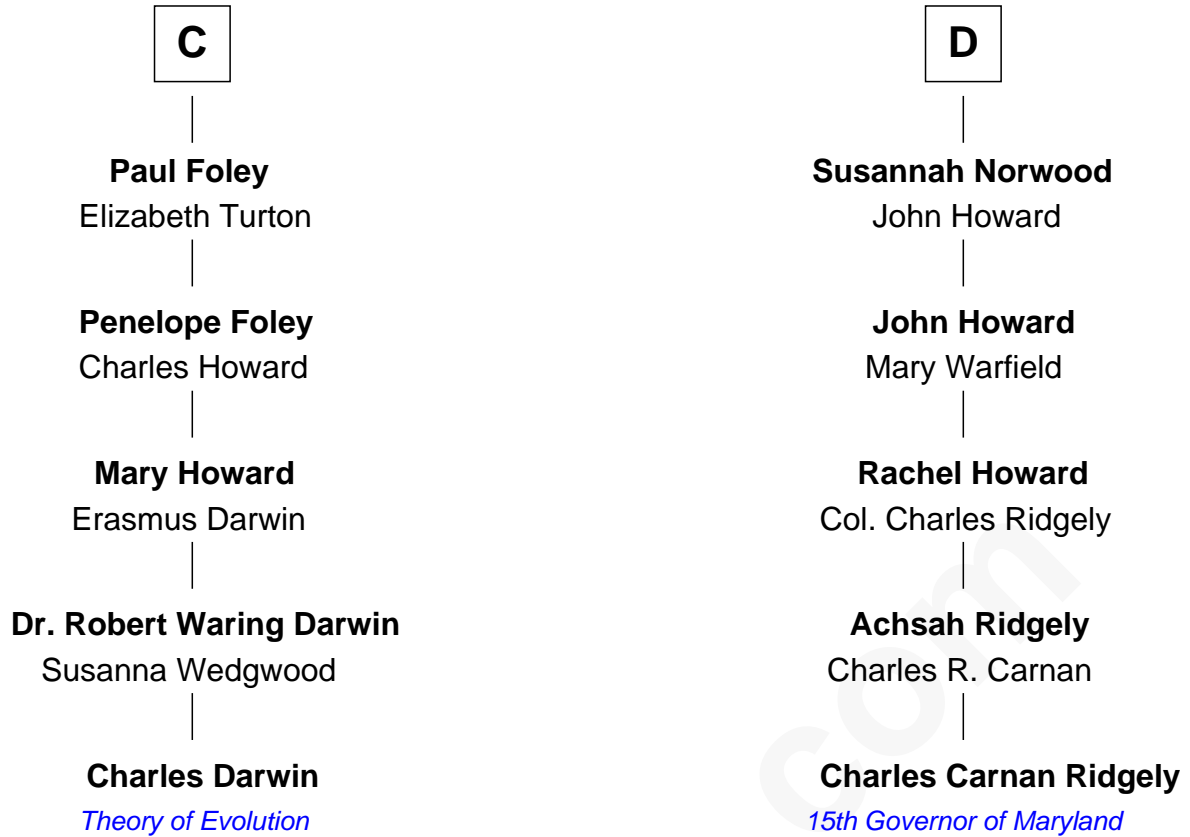 C
Paul Foley
Elizabeth Turton
Penelope Foley
Charles Howard
Mary Howard
Erasmus Darwin
Dr. Robert Waring Darwin
Susanna Wedgwood
Charles Darwin
Theory of Evolution
D
Susannah Norwood
John Howard
John Howard
Mary Warfield
Rachel Howard
Col. Charles Ridgely
Achsah Ridgely
Charles R. Carnan
Charles Carnan Ridgely
15th Governor of Maryland
com